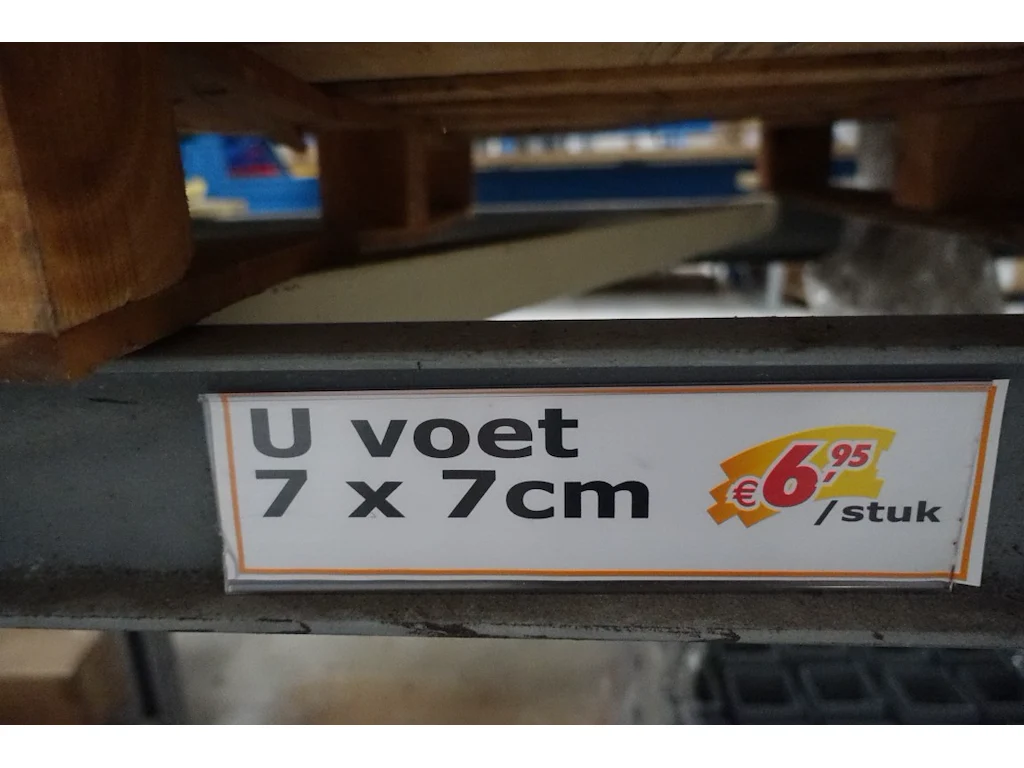 U voet
7 x 7cm
€6,95
/stuk